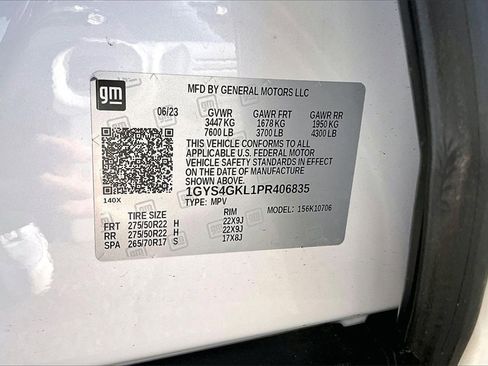 gm
MFD BY GENERAL MOTORS LLC
06/23 GVWR GAWR FRT GAWR RR
3447 KG 1678 KG 1950 KG
7600 LB 3700 LB 4300 LB
THIS VEHICLE CONFORMS TO ALL
APPLICABLE U.S. FEDERAL MOTOR
VEHICLE SAFETY STANDARDS IN EFFECT
ON THE DATE OF MANUFACTURE
SHOWN ABOVE.
1GYS4GKL1PR406835
140X
TYPE: MPV MODEL: 156K10706
TIRE SIZE RIM
FRT 275/50R22 H 22X9J
RR 275/50R22 H 22X9J
SPA 265/70R17 S 17X8J